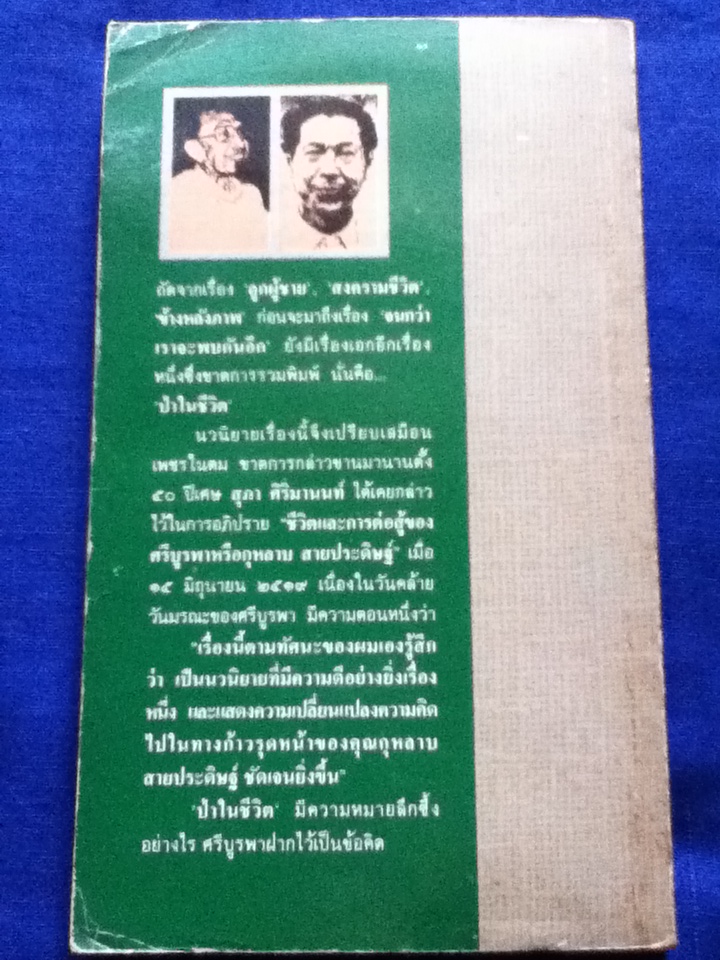 ถัดจากเรื่อง 'ลูกผู้ชาย', 'สงครามชีวิต',
'ข้างหลังภาพ' ก่อนจะมาถึงเรื่อง 'จนกว่า
เราจะพบกันอีก' ยังมีเรื่องเอกอีกเรื่อง
หนึ่งซึ่งขาดการรวมพิมพ์ นั่นคือ...
'ป่าในชีวิต'
นวนิยายเรื่องนี้จึงเปรียบเสมือน
เพชรในตม ขาดการกล่าวขานมานานตั้ง
๕๐ ปีเศษ สุภา ศิริมานนท์ ได้เคยกล่าว
ไว้ในการอภิปราย "ชีวิตและการต่อสู้ของ
ศรีบูรพาหรือกุหลาบ สายประดิษฐ์" เมื่อ
๑๕ มิถุนายน ๒๕๑๙ เนื่องในวันคล้าย
วันมรณะของศรีบูรพา มีความตอนหนึ่งว่า
"เรื่องนี้ตามทัศนะของผมเองรู้สึก
ว่า เป็นนวนิยายที่มีความดีอย่างยิ่งเรื่อง
หนึ่ง และแสดงความเปลี่ยนแปลงความคิด
ไปในทางก้าวรุดหน้าของคุณกุหลาบ
สายประดิษฐ์ ชัดเจนยิ่งขึ้น"
'ป่าในชีวิต' มีความหมายลึกซึ้ง
อย่างไร ศรีบูรพาฝากไว้เป็นข้อคิด